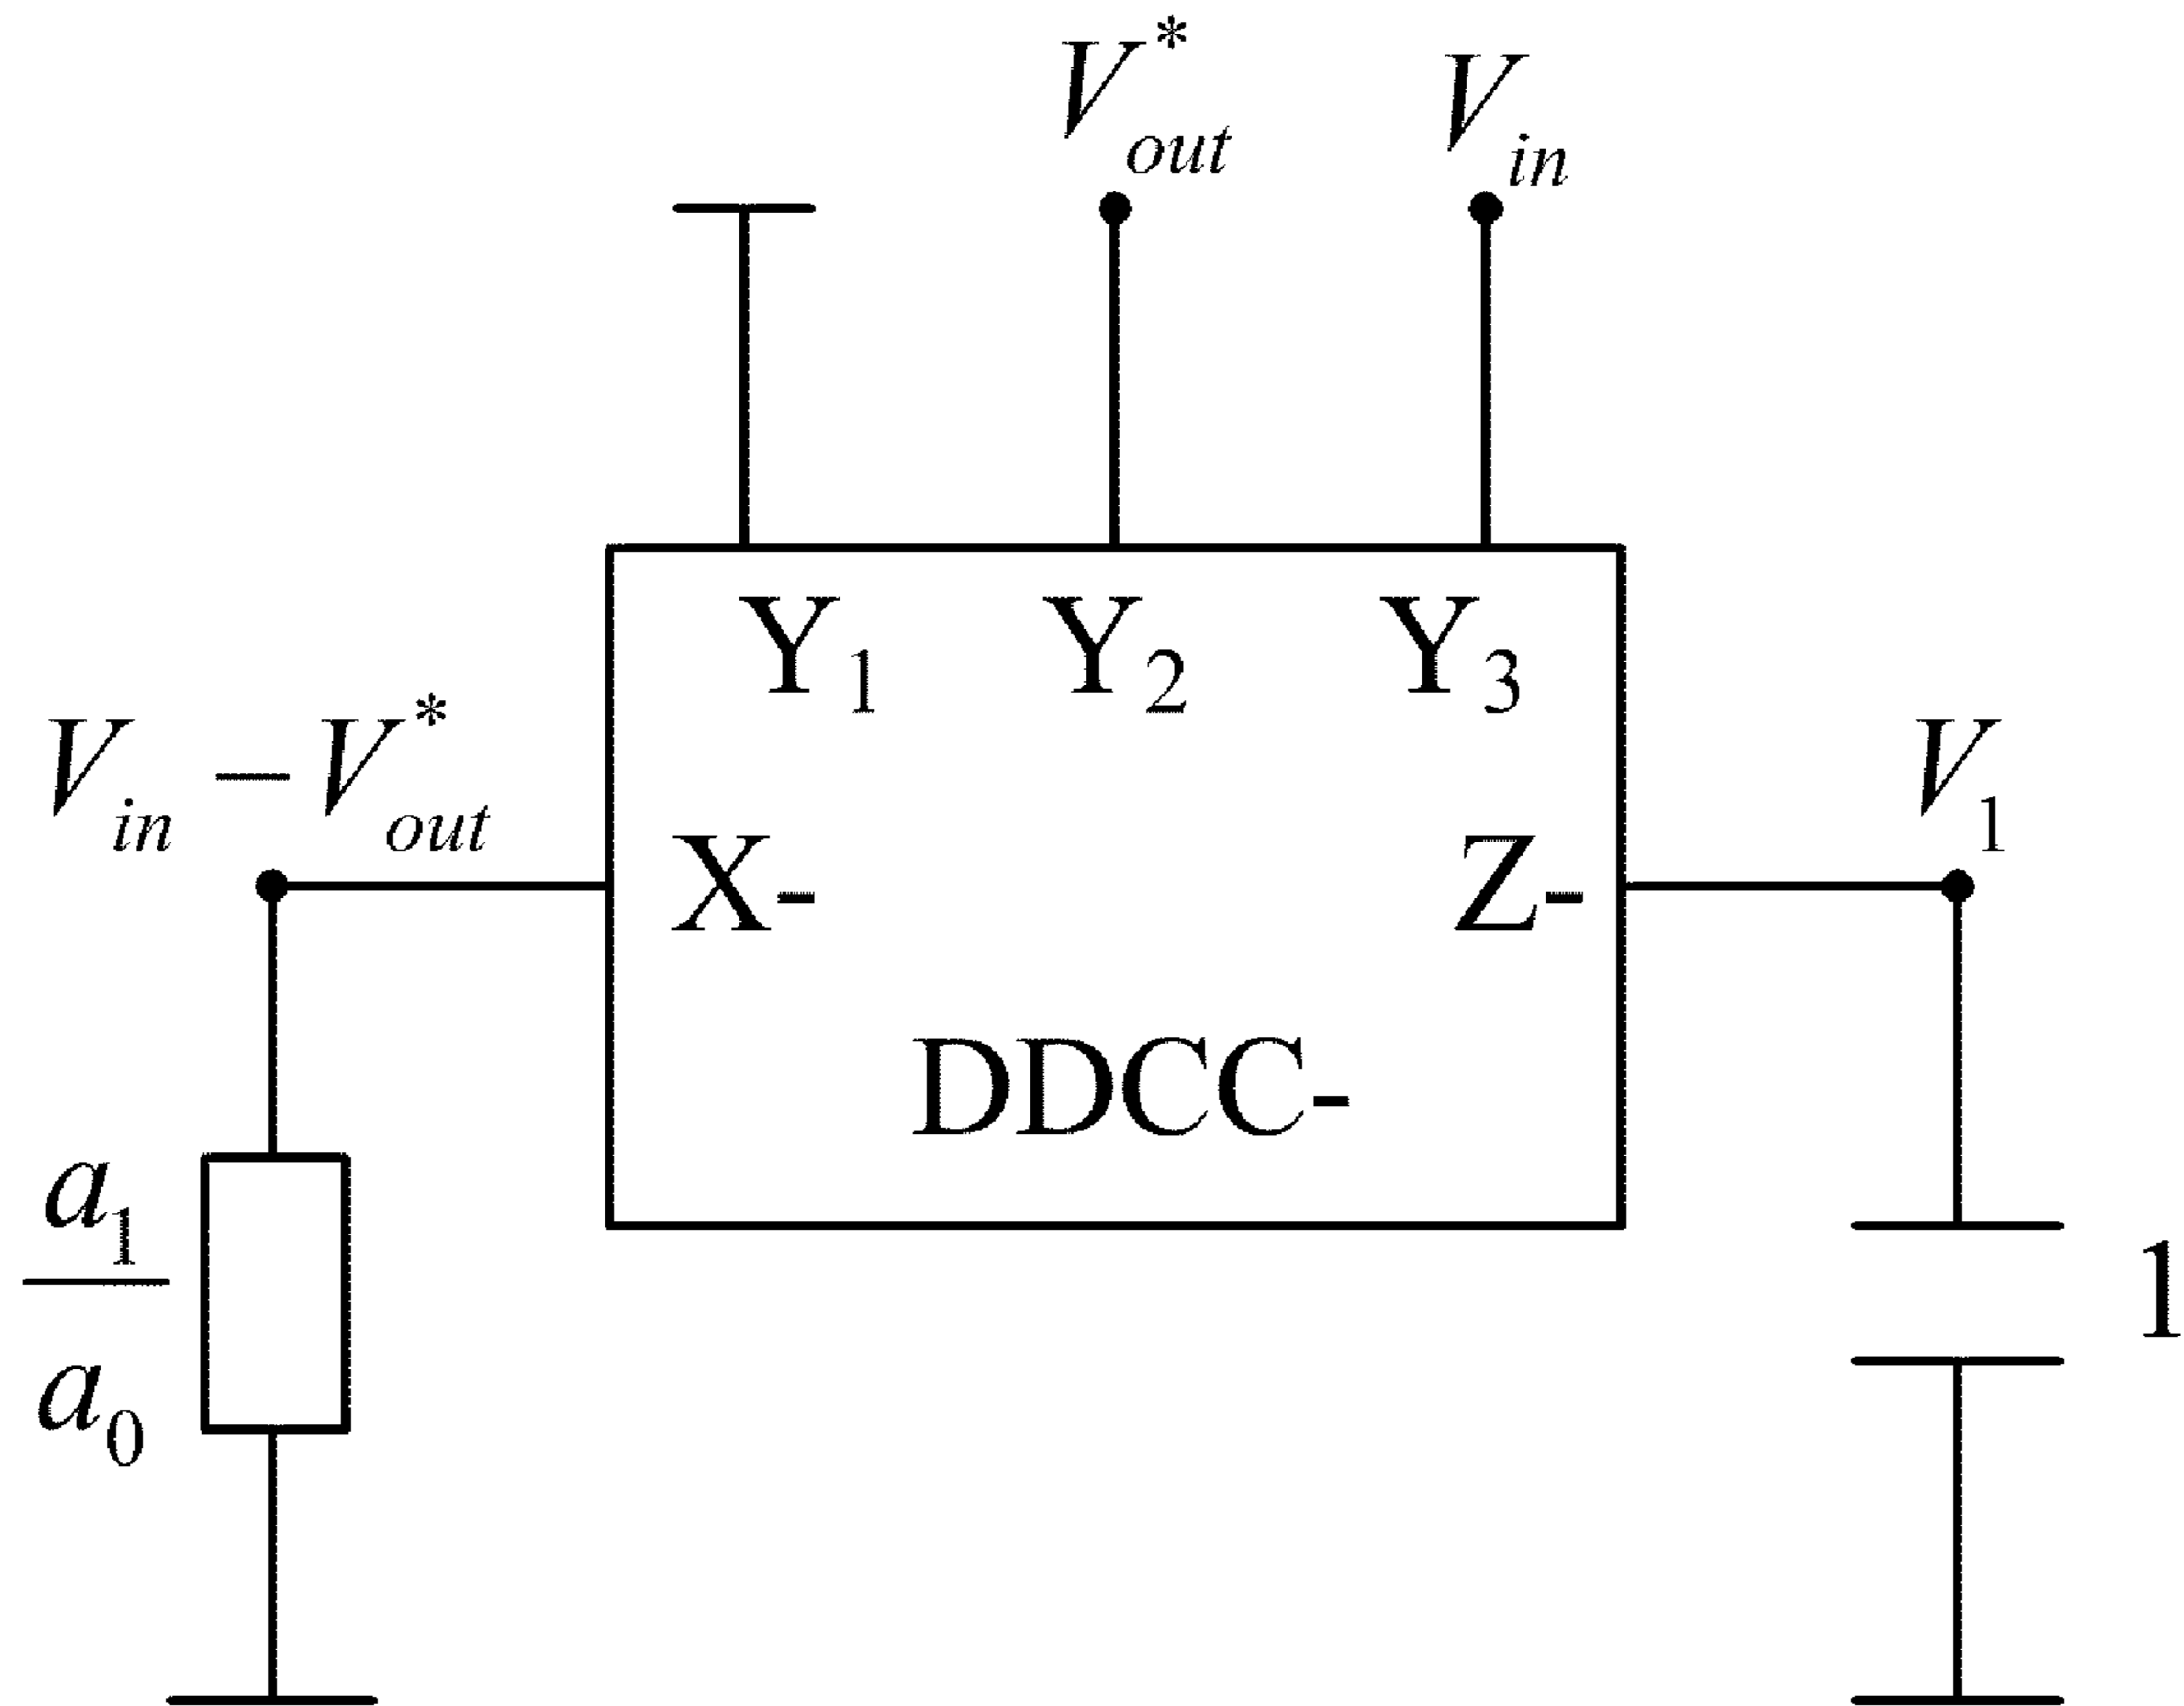 V*out Vin
Y1 Y2 Y3
Vin − V*out
V1
X- Z-
DDCC-
a1
a0
1